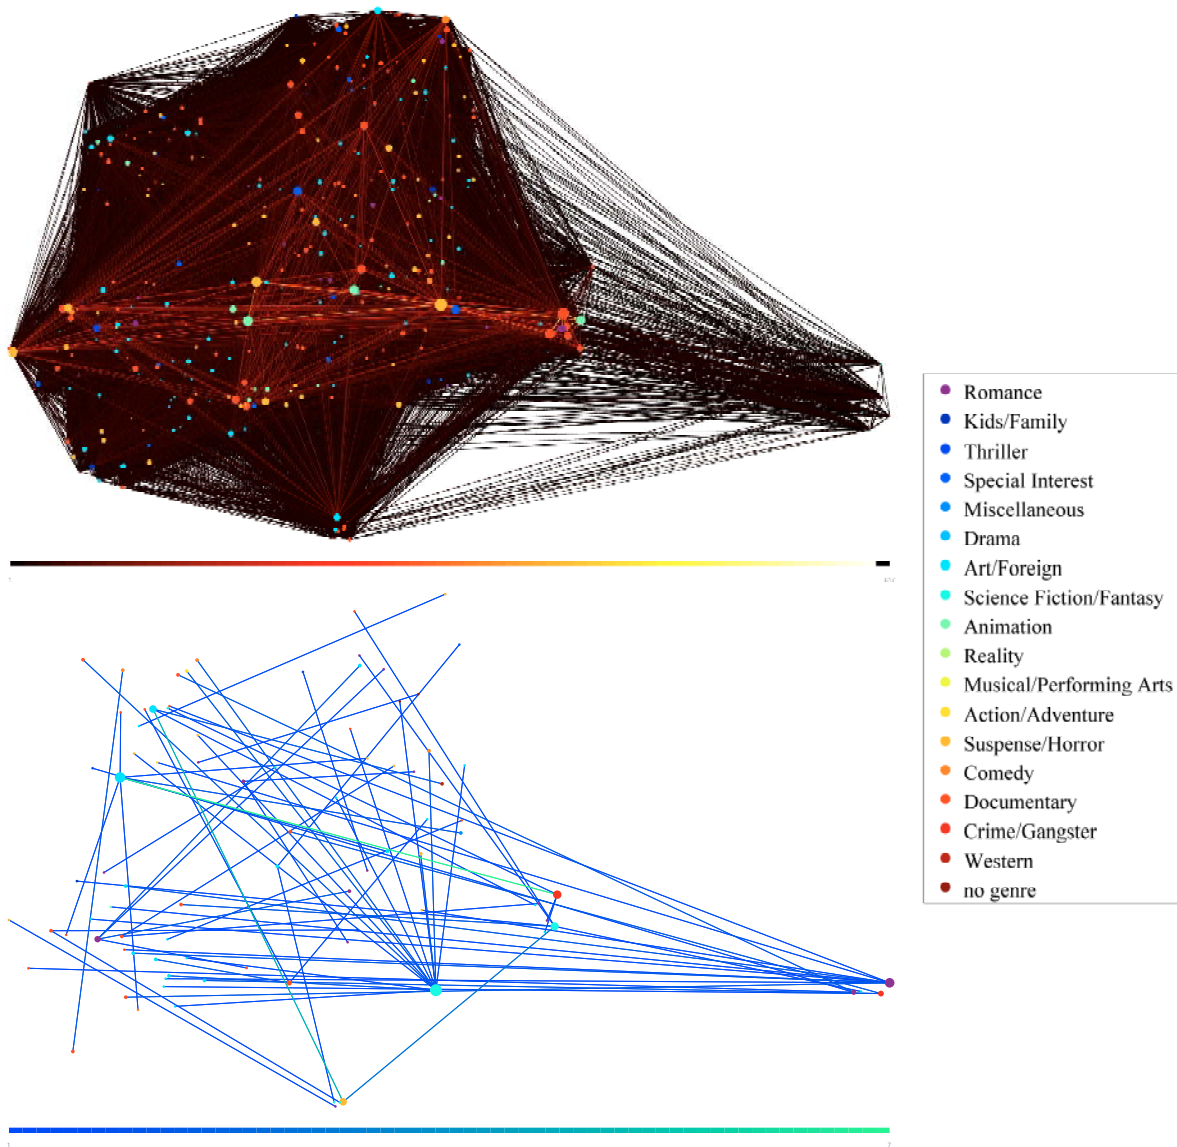 Romance
Kids/Family
Thriller
Special Interest
Miscellaneous
Drama
Art/Foreign
Science Fiction/Fantasy
Animation
Reality
Musical/Performing Arts
Action/Adventure
Suspense/Horror
Comedy
Documentary
Crime/Gangster
Western
no genre